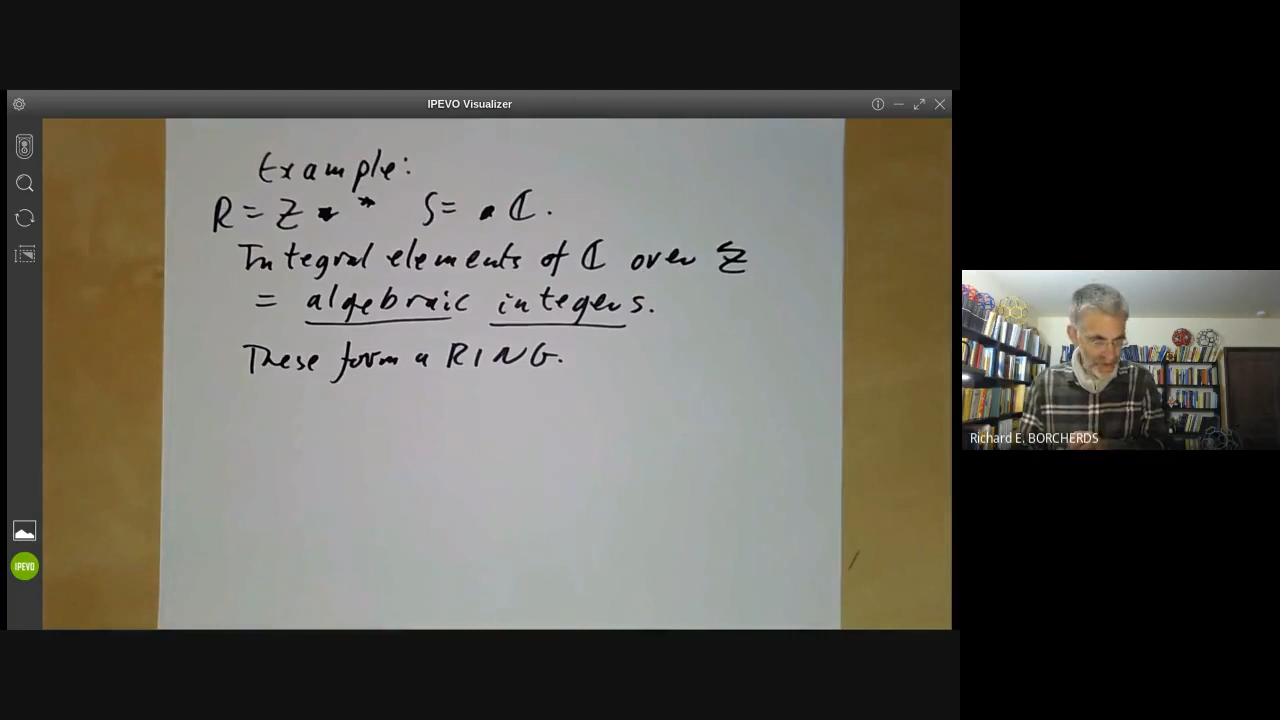 IPEVO Visualizer
Example:
R = Z S = ℂ.
Integral elements of ℂ over Z
= algebraic integers.
These form a RING.
IPEVO
Richard E. BORCHERDS